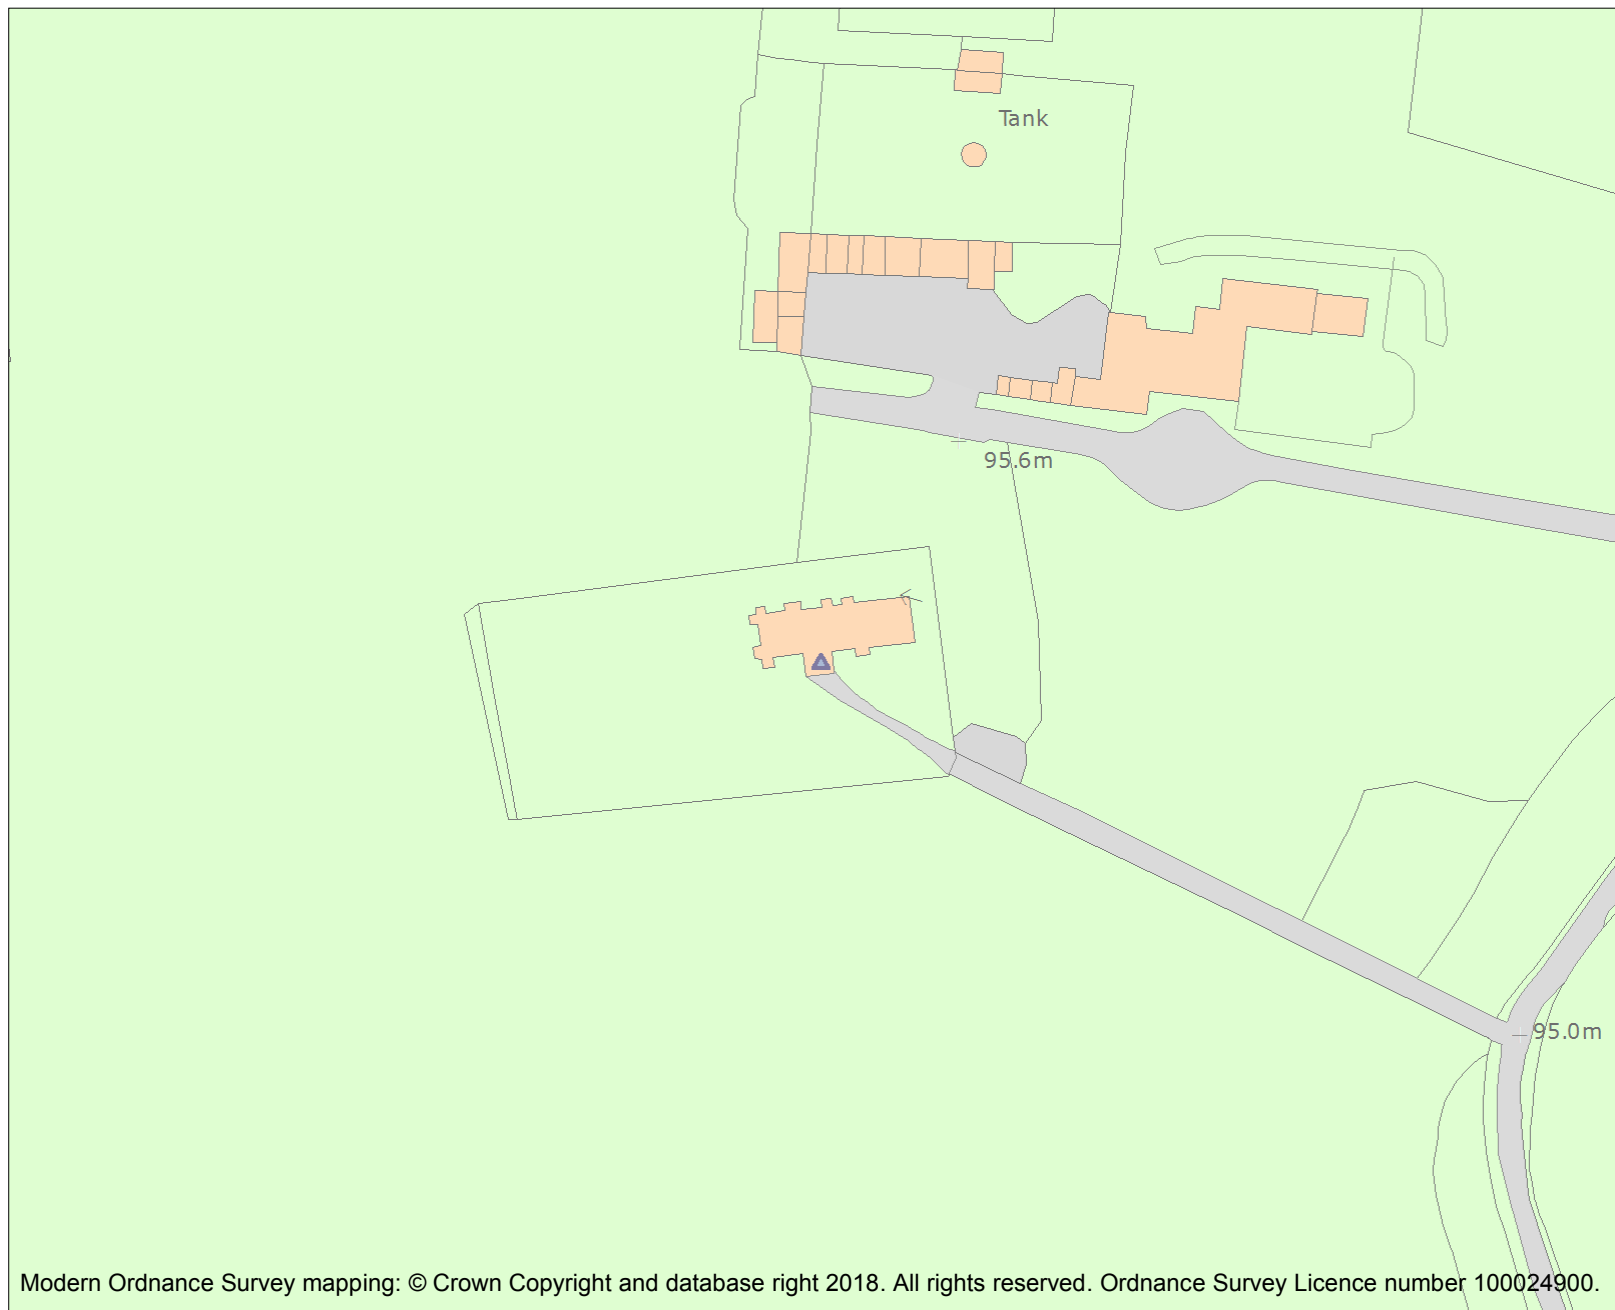 Tank
95.6m
95.0m
Modern Ordnance Survey mapping: © Crown Copyright and database right 2018. All rights reserved. Ordnance Survey Licence number 100024900.